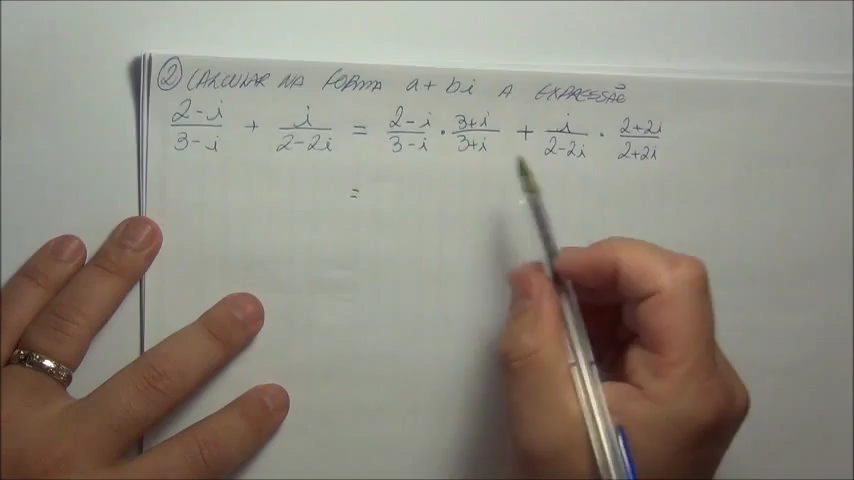 ② CALCULAR NA FORMA a + bi A EXPRESSÃO
(2-i)/(3-i) + i/(2-2i) = (2-i)/(3-i) · (3+i)/(3+i) + i/(2-2i) · (2+2i)/(2+2i)
=